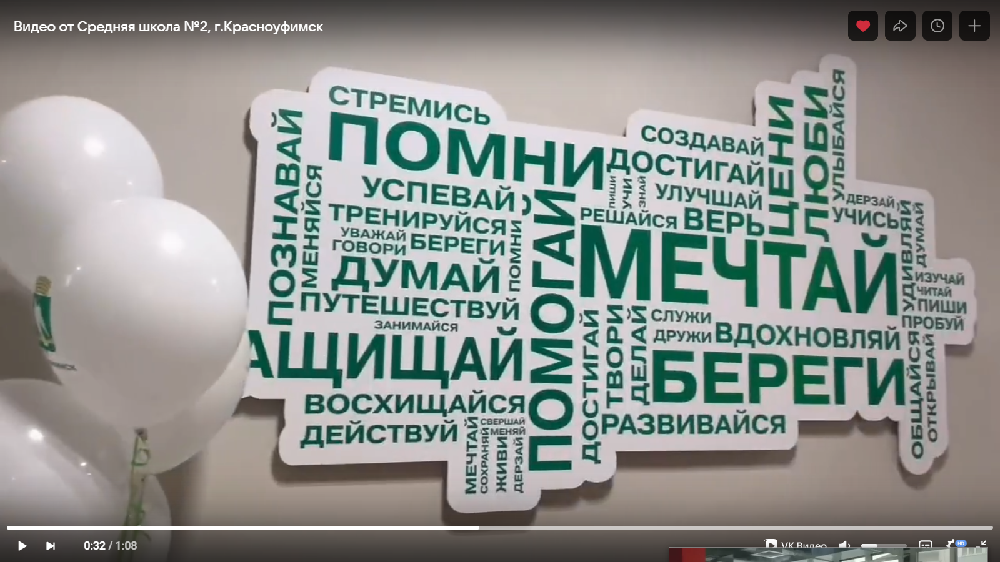 Видео от Средняя школа №2, г.Красноуфимск
СТРЕМИСЬ
ПОМНИ
ПОЗНАВАЙ
МЕНЯЙСЯ
УСПЕВАЙ
ТРЕНИРУЙСЯ
УВАЖАЙ
ГОВОРИ
БЕРЕГИ
ПОМНИ
ДУМАЙ
ПУТЕШЕСТВУЙ
ЗАНИМАЙСЯ
АЩИЩАЙ
ВОСХИЩАЙСЯ
ДЕЙСТВУЙ
МЕЧТАЙ
СОХРАНЯЙ
СВЕРШАЙ
МЕНЯЙ
ЖИВИ
ДЕРЗАЙ
ПОМОГАЙ
СОЗДАВАЙ
ДОСТИГАЙ
ПИШИ
УЧИ
ЗНАЙ
УЛУЧШАЙ
РЕШАЙСЯ
ВЕРЬ
ЦЕНИ
ЛЮБИ
УЛЫБАЙСЯ
ДЕРЗАЙ
УЧИСЬ
МЕЧТАЙ
УДИВЛЯЙ
ДУМАЙ
ИЗУЧАЙ
ЧИТАЙ
ПИШИ
ПРОБУЙ
ДОСТИГАЙ
ТВОРИ
ДЕЛАЙ
СЛУЖИ
ДРУЖИ
ВДОХНОВЛЯЙ
БЕРЕГИ
РАЗВИВАЙСЯ
ОБЩАЙСЯ
ОТКРЫВАЙ
0:32 / 1:08
VK Видео
HD